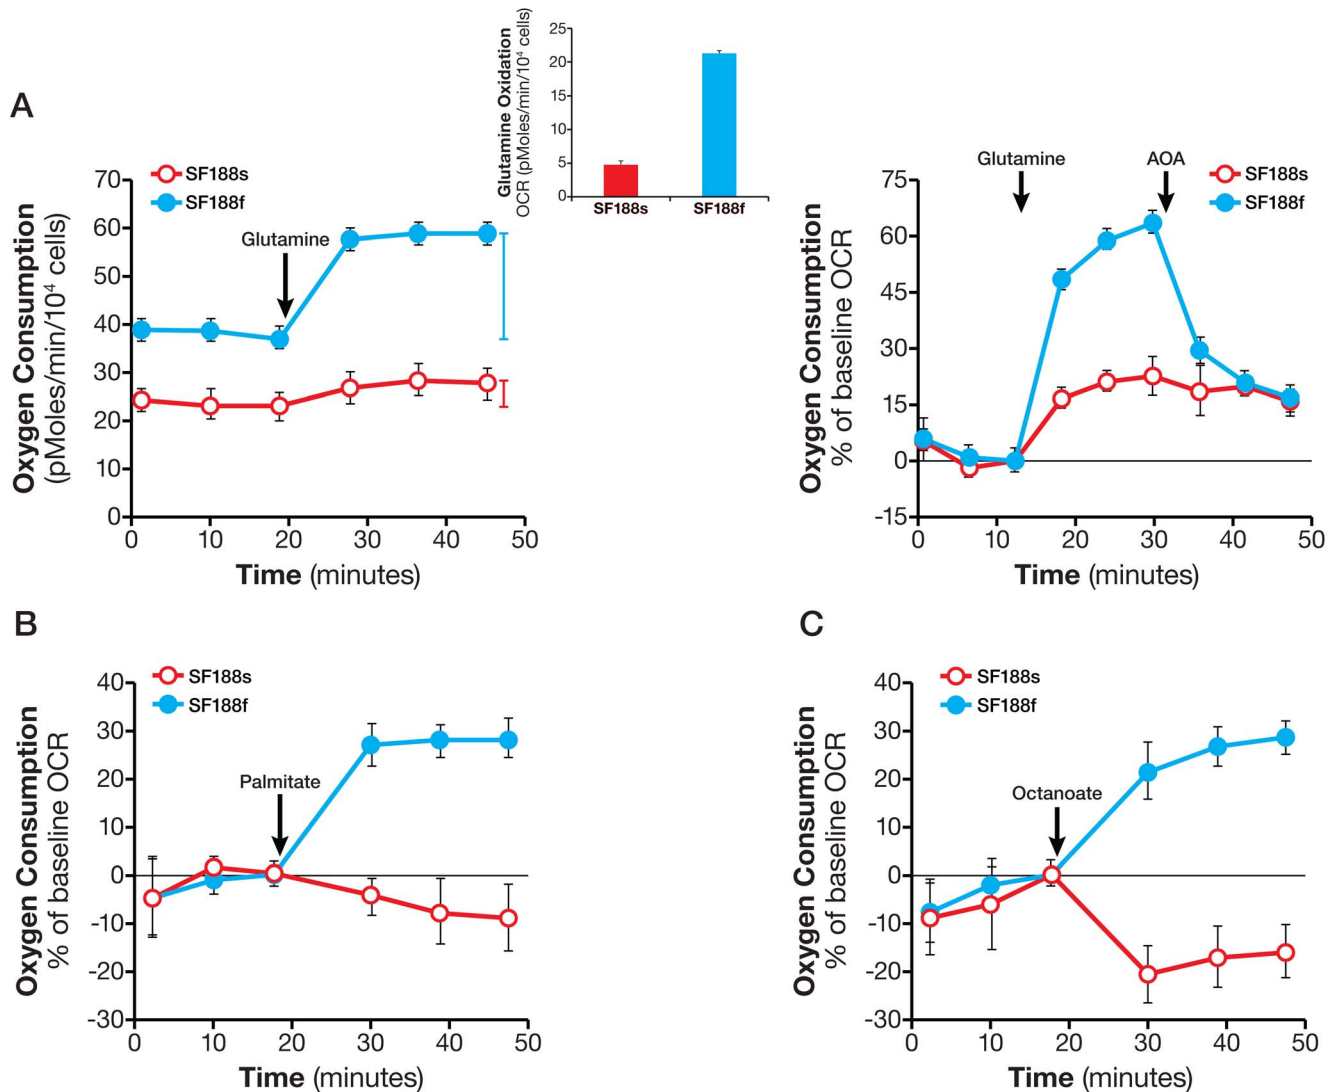 A
70
60
50
40
30
20
10
0
0 10 20 30 40 50
Oxygen Consumption
(pMoles/min/10⁴ cells)
Time (minutes)
SF188s
SF188f
Glutamine
25
20
15
10
5
0
Glutamine Oxidation
OCR (pMoles/min/10⁴ cells)
SF188s SF188f
75
60
45
30
15
0
-15
0 10 20 30 40 50
Oxygen Consumption
% of baseline OCR
Time (minutes)
Glutamine
AOA
SF188s
SF188f
B
40
30
20
10
0
-10
-20
-30
0 10 20 30 40 50
Oxygen Consumption
% of baseline OCR
Time (minutes)
SF188s
SF188f
Palmitate
C
40
30
20
10
0
-10
-20
-30
0 10 20 30 40 50
Oxygen Consumption
% of baseline OCR
Time (minutes)
SF188s
SF188f
Octanoate